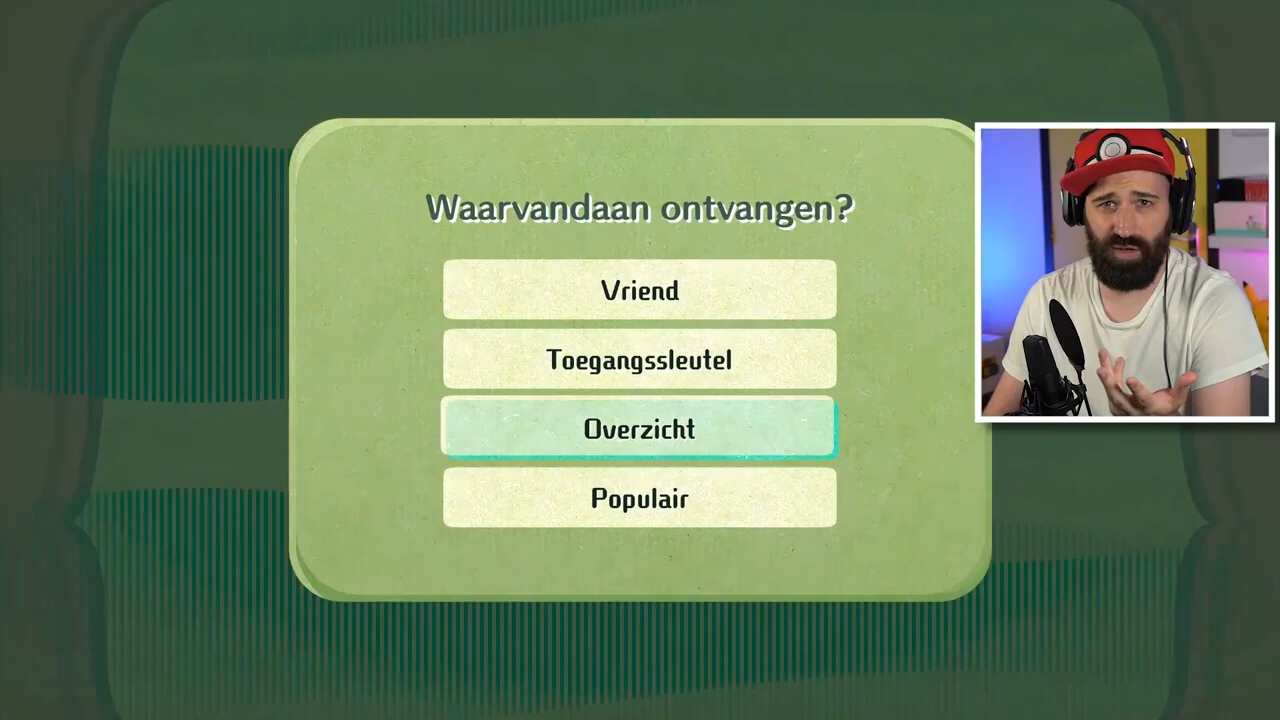 Waarvandaan ontvangen?
Vriend
Toegangssleutel
Overzicht
Populair